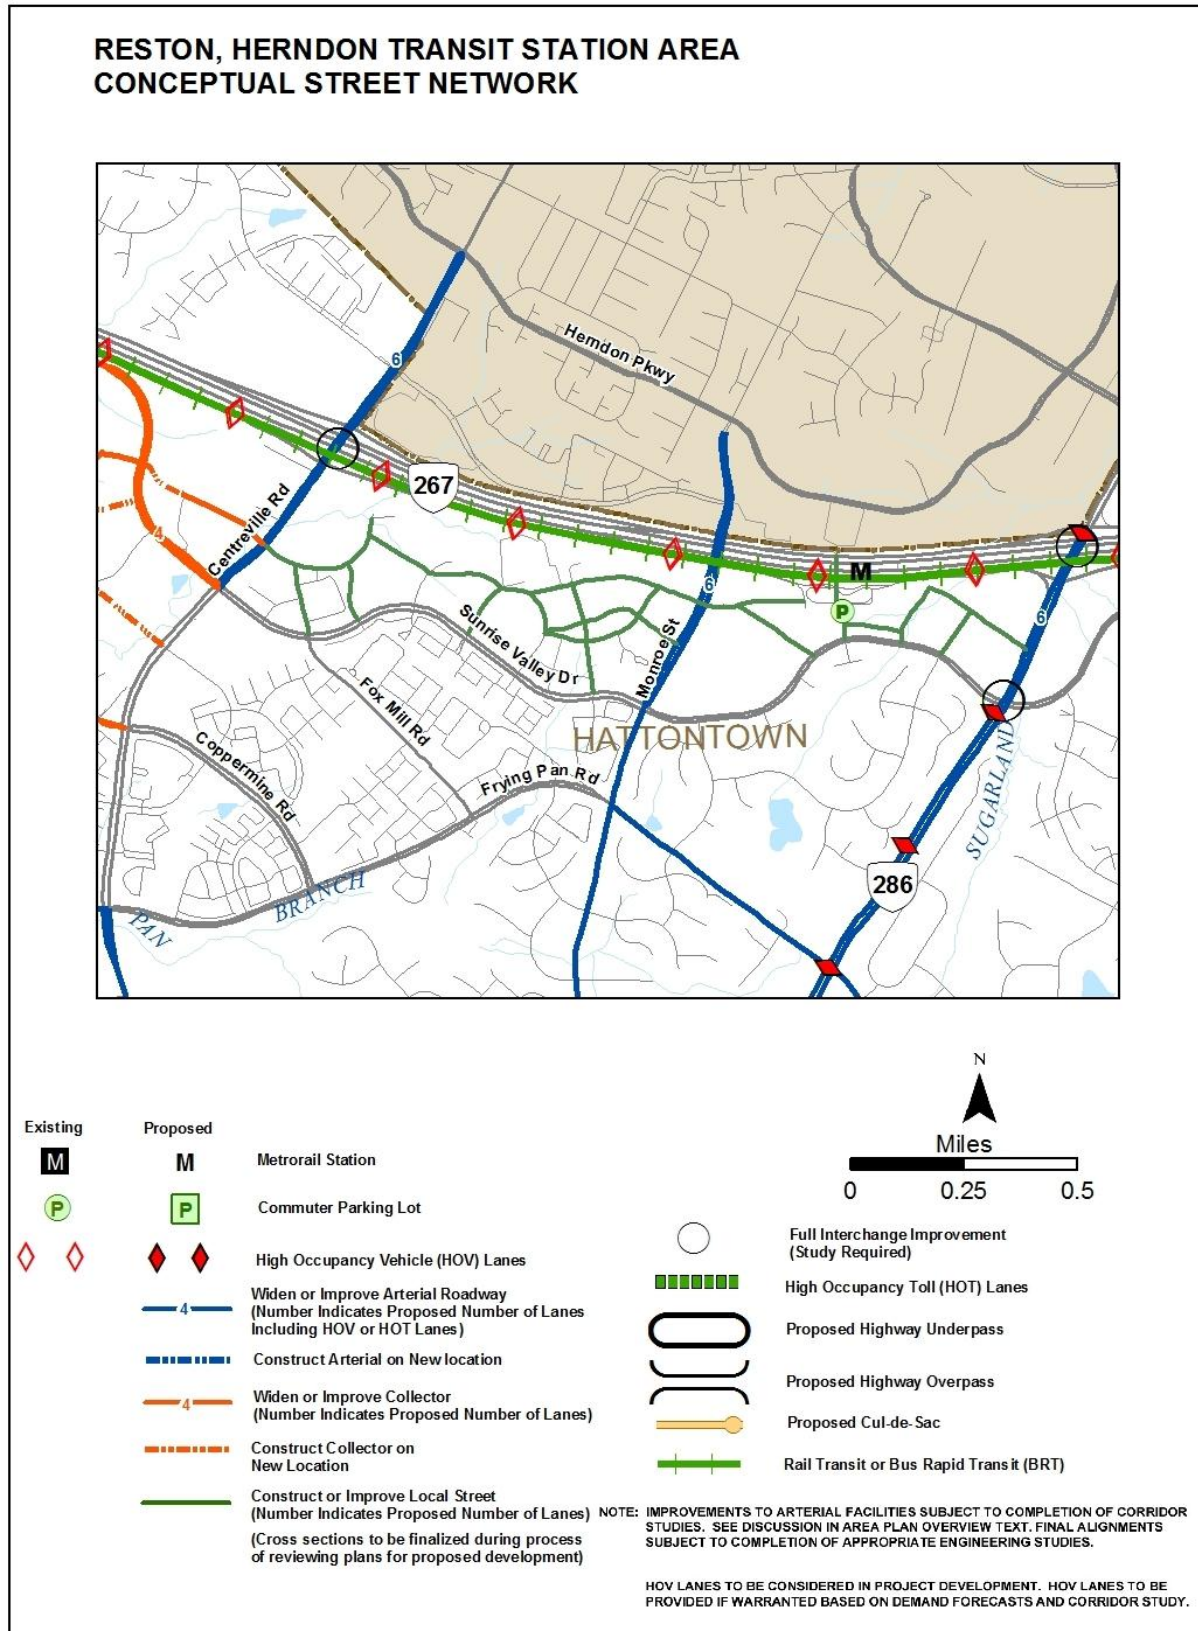 RESTON, HERNDON TRANSIT STATION AREA
CONCEPTUAL STREET NETWORK
Herndon Pkwy
6
267
Centreville Rd
4
M
6
P
6
Sunrise Valley Dr
Monroe St
Fox Mill Rd
HATTONTOWN
Coppermine Rd
Frying Pan Rd
SUGARLAND
286
BRANCH
PAN
N
Miles
0 0.25 0.5
Existing Proposed
M M Metrorail Station
P P Commuter Parking Lot
High Occupancy Vehicle (HOV) Lanes
4 Widen or Improve Arterial Roadway
(Number Indicates Proposed Number of Lanes
Including HOV or HOT Lanes)
Construct Arterial on New location
4 Widen or Improve Collector
(Number Indicates Proposed Number of Lanes)
Construct Collector on
New Location
Construct or Improve Local Street
(Number Indicates Proposed Number of Lanes)
(Cross sections to be finalized during process
of reviewing plans for proposed development)
Full Interchange Improvement
(Study Required)
High Occupancy Toll (HOT) Lanes
Proposed Highway Underpass
Proposed Highway Overpass
Proposed Cul-de-Sac
Rail Transit or Bus Rapid Transit (BRT)
NOTE: IMPROVEMENTS TO ARTERIAL FACILITIES SUBJECT TO COMPLETION OF CORRIDOR
STUDIES. SEE DISCUSSION IN AREA PLAN OVERVIEW TEXT. FINAL ALIGNMENTS
SUBJECT TO COMPLETION OF APPROPRIATE ENGINEERING STUDIES.
HOV LANES TO BE CONSIDERED IN PROJECT DEVELOPMENT. HOV LANES TO BE
PROVIDED IF WARRANTED BASED ON DEMAND FORECASTS AND CORRIDOR STUDY.